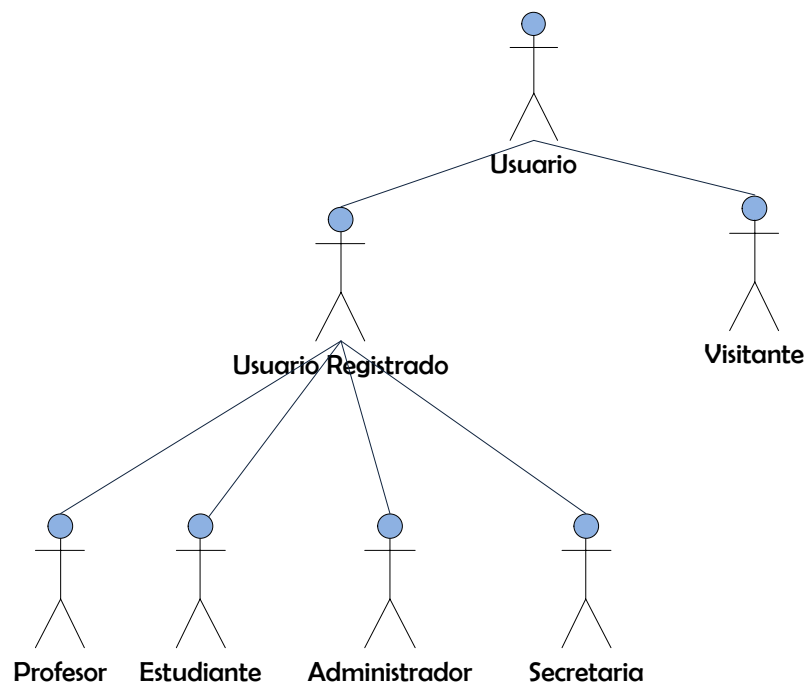 Usuario
Visitante
Usuario Registrado
Profesor
Estudiante
Administrador
Secretaria